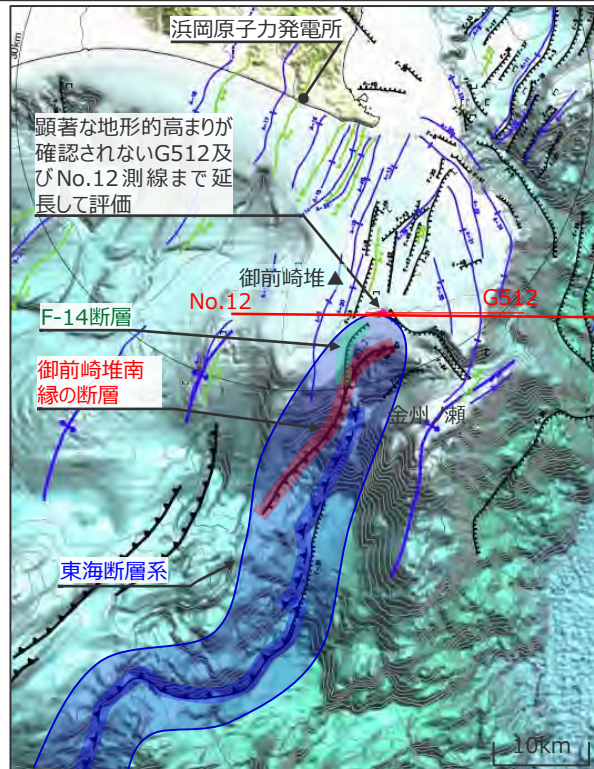 浜岡原子力発電所
30km
顕著な地形的高まりが
確認されないG512及
びNo.12測線まで延
長して評価
御前崎堆▲
No.12
G512
F-14断層
御前崎堆南
縁の断層
金州ノ瀬
東海断層系
10km